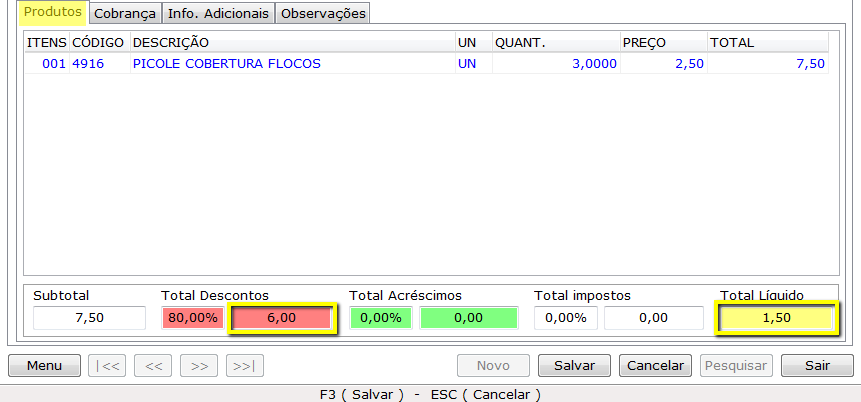 Produtos Cobrança Info. Adicionais Observações
ITENS CÓDIGO DESCRIÇÃO UN QUANT. PREÇO TOTAL
001 4916 PICOLE COBERTURA FLOCOS UN 3,0000 2,50 7,50
Subtotal Total Descontos Total Acréscimos Total impostos Total Líquido
7,50 80,00% 6,00 0,00% 0,00 0,00% 0,00 1,50
Menu |<< << >> >>| Novo Salvar Cancelar Pesquisar Sair
F3 ( Salvar ) - ESC ( Cancelar )